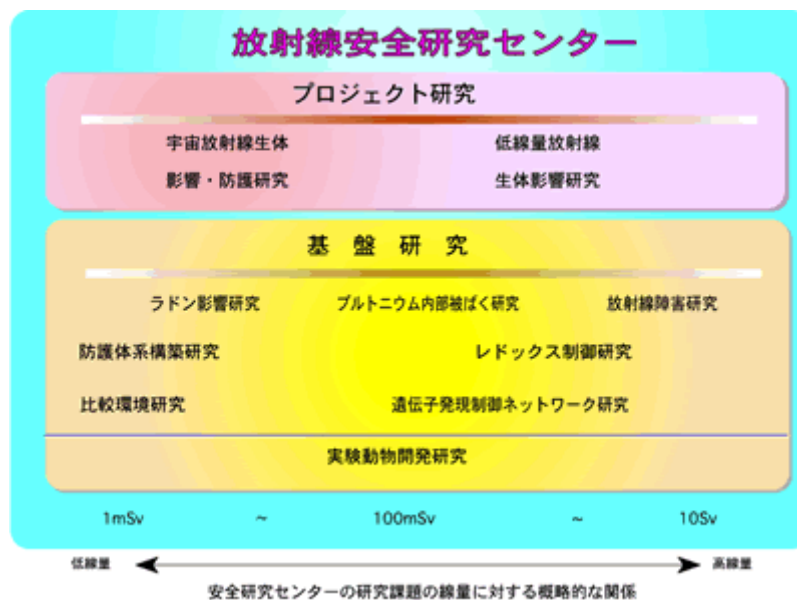 放射線安全研究センター
プロジェクト研究
宇宙放射線生体 低線量放射線
影響・防護研究 生体影響研究
基 盤 研 究
ラドン影響研究 プルトニウム内部被ばく研究 放射線障害研究
防護体系構築研究 レドックス制御研究
比較環境研究 遺伝子発現制御ネットワーク研究
実験動物開発研究
1mSv ~ 100mSv ~ 10Sv
低線量 高線量
安全研究センターの研究課題の線量に対する概略的な関係